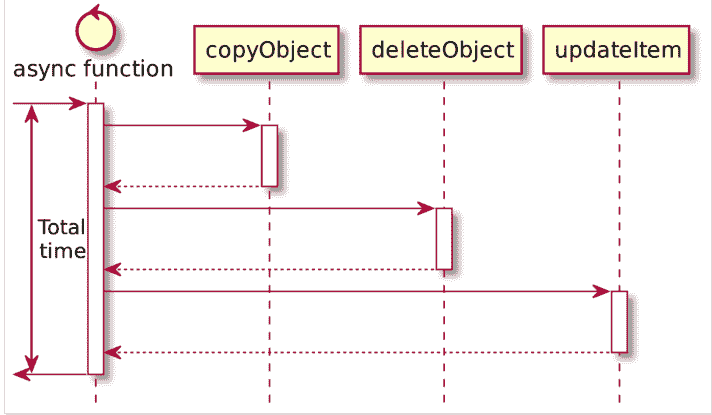 copyObject
deleteObject
updateItem
async function
Total
time